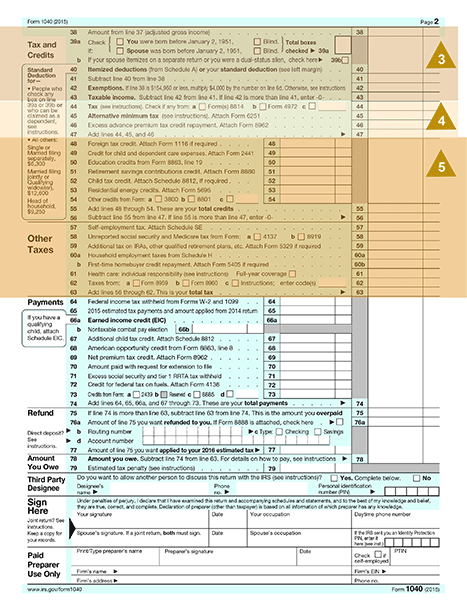 Form 1040 (2015) Page 2
38 Amount from line 37 (adjusted gross income) 38
Tax and Credits
39a Check if: You were born before January 2, 1951, Blind. Total boxes
Spouse was born before January 2, 1951, Blind. checked ▶ 39a
b If your spouse itemizes on a separate return or you were a dual-status alien, check here ▶ 39b
3
Standard Deduction for—
• People who check any box on line 39a or 39b or who can be claimed as a dependent, see instructions.
• All others:
Single or Married filing separately, $6,300
Married filing jointly or Qualifying widow(er), $12,600
Head of household, $9,250
40 Itemized deductions (from Schedule A) or your standard deduction (see left margin) 40
41 Subtract line 40 from line 38 41
42 Exemptions. If line 38 is $154,950 or less, multiply $4,000 by the number on line 6d. Otherwise, see instructions 42
43 Taxable income. Subtract line 42 from line 41. If line 42 is more than line 41, enter -0- 43
44 Tax (see instructions). Check if any from: a Form(s) 8814 b Form 4972 c 44
45 Alternative minimum tax (see instructions). Attach Form 6251 45
46 Excess advance premium tax credit repayment. Attach Form 8962 46
47 Add lines 44, 45, and 46 ▶ 47
4
48 Foreign tax credit. Attach Form 1116 if required 48
49 Credit for child and dependent care expenses. Attach Form 2441 49
50 Education credits from Form 8863, line 19 50
51 Retirement savings contributions credit. Attach Form 8880 51
52 Child tax credit. Attach Schedule 8812, if required 52
53 Residential energy credits. Attach Form 5695 53
54 Other credits from Form: a 3800 b 8801 c 54
55 Add lines 48 through 54. These are your total credits 55
56 Subtract line 55 from line 47. If line 55 is more than line 47, enter -0- ▶ 56
5
Other Taxes
57 Self-employment tax. Attach Schedule SE 57
58 Unreported social security and Medicare tax from Form: a 4137 b 8919 58
59 Additional tax on IRAs, other qualified retirement plans, etc. Attach Form 5329 if required 59
60a Household employment taxes from Schedule H 60a
b First-time homebuyer credit repayment. Attach Form 5405 if required 60b
61 Health care: individual responsibility (see instructions) Full-year coverage 61
62 Taxes from: a Form 8959 b Form 8960 c Instructions; enter code(s) 62
63 Add lines 56 through 62. This is your total tax ▶ 63
Payments
If you have a qualifying child, attach Schedule EIC.
64 Federal income tax withheld from Forms W-2 and 1099 64
65 2015 estimated tax payments and amount applied from 2014 return 65
66a Earned income credit (EIC) 66a
b Nontaxable combat pay election 66b
67 Additional child tax credit. Attach Schedule 8812 67
68 American opportunity credit from Form 8863, line 8 68
69 Net premium tax credit. Attach Form 8962 69
70 Amount paid with request for extension to file 70
71 Excess social security and tier 1 RRTA tax withheld 71
72 Credit for federal tax on fuels. Attach Form 4136 72
73 Credits from Form: a 2439 b Reserved c 8885 d 73
74 Add lines 64, 65, 66a, and 67 through 73. These are your total payments ▶ 74
Refund
75 If line 74 is more than line 63, subtract line 63 from line 74. This is the amount you overpaid 75
76a Amount of line 75 you want refunded to you. If Form 8888 is attached, check here ▶ 76a
Direct deposit? See instructions.
▶ b Routing number ▶ c Type: Checking Savings
▶ d Account number
77 Amount of line 75 you want applied to your 2016 estimated tax ▶ 77
Amount You Owe
78 Amount you owe. Subtract line 74 from line 63. For details on how to pay, see instructions ▶ 78
79 Estimated tax penalty (see instructions) 79
Third Party Designee
Do you want to allow another person to discuss this return with the IRS (see instructions)? Yes. Complete below. No
Designee's name ▶ Phone no. ▶ Personal identification number (PIN) ▶
Sign Here
Joint return? See instructions. Keep a copy for your records.
Under penalties of perjury, I declare that I have examined this return and accompanying schedules and statements, and to the best of my knowledge and belief,
they are true, correct, and complete. Declaration of preparer (other than taxpayer) is based on all information of which preparer has any knowledge.
Your signature Date Your occupation Daytime phone number
Spouse's signature. If a joint return, both must sign. Date Spouse's occupation If the IRS sent you an Identity Protection PIN, enter it here (see inst.)
Paid Preparer Use Only
Print/Type preparer's name Preparer's signature Date Check if self-employed PTIN
Firm's name ▶ Firm's EIN ▶
Firm's address ▶ Phone no.
www.irs.gov/form1040 Form 1040 (2015)